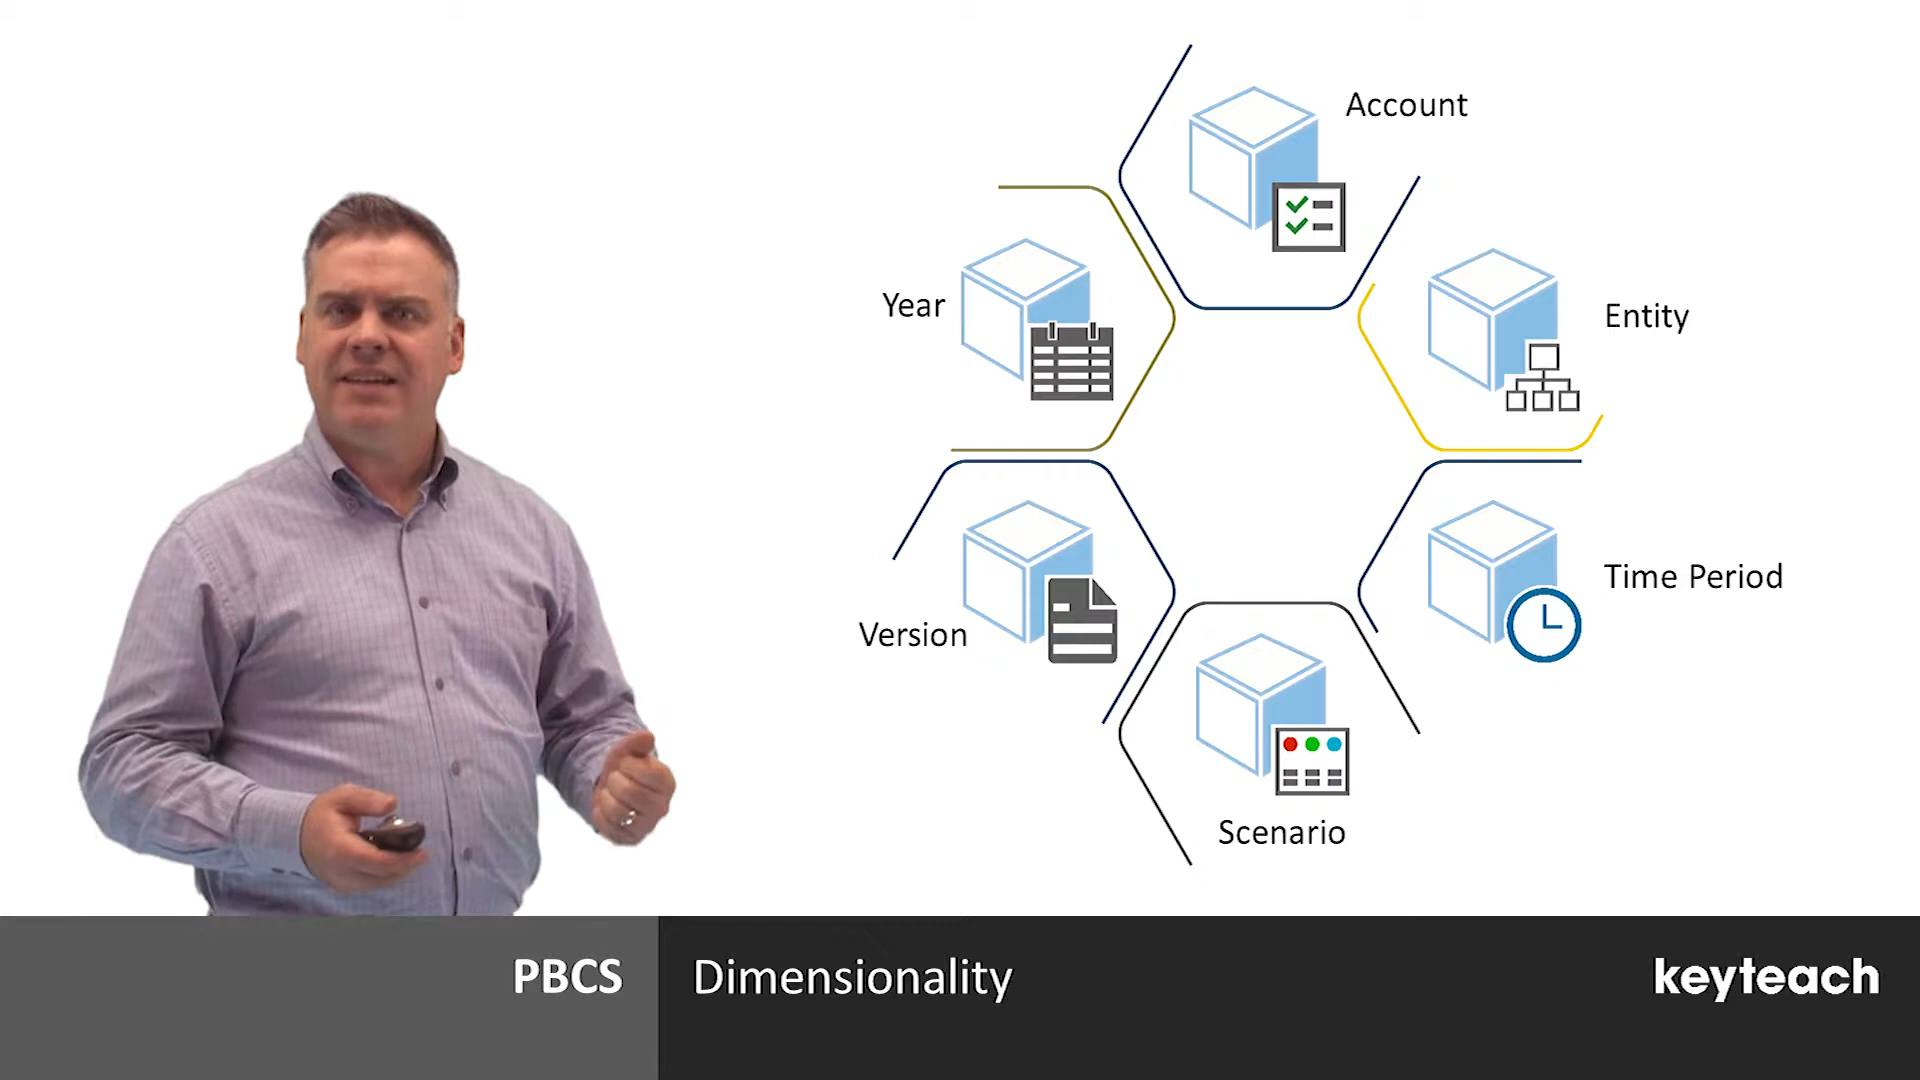 Account
Year
Entity
Time Period
Version
Scenario
PBCS
Dimensionality
keyteach